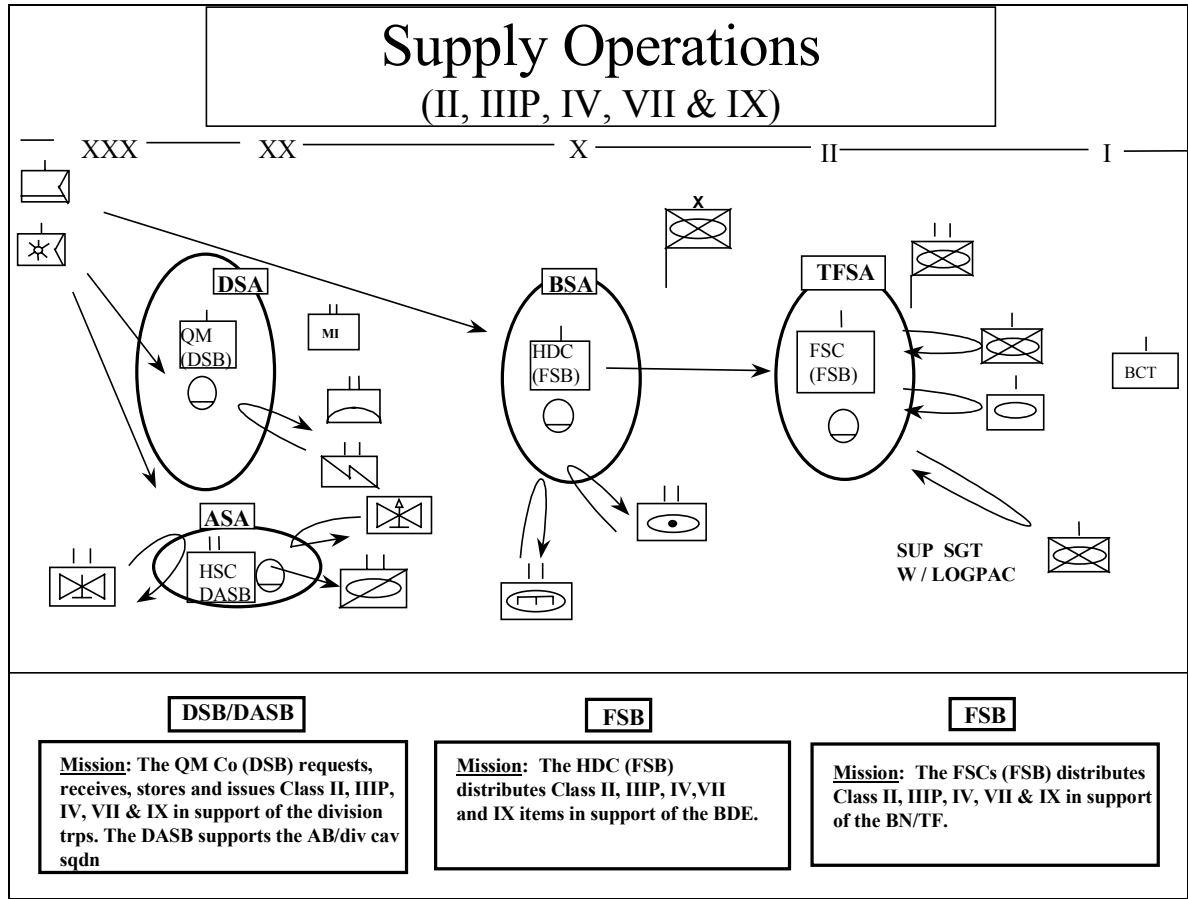 Supply Operations
(II, IIIP, IV, VII & IX)
XXX
XX
X
II
I
X
DSA
BSA
TFSA
QM
(DSB)
MI
HDC
(FSB)
FSC
(FSB)
BCT
ASA
HSC
DASB
SUP SGT
W / LOGPAC
DSB/DASB
Mission: The QM Co (DSB) requests,
receives, stores and issues Class II, IIIP,
IV, VII & IX in support of the division
trps. The DASB supports the AB/div cav
sqdn
FSB
Mission: The HDC (FSB)
distributes Class II, IIIP, IV,VII
and IX items in support of the BDE.
FSB
Mission: The FSCs (FSB) distributes
Class II, IIIP, IV, VII & IX in support
of the BN/TF.